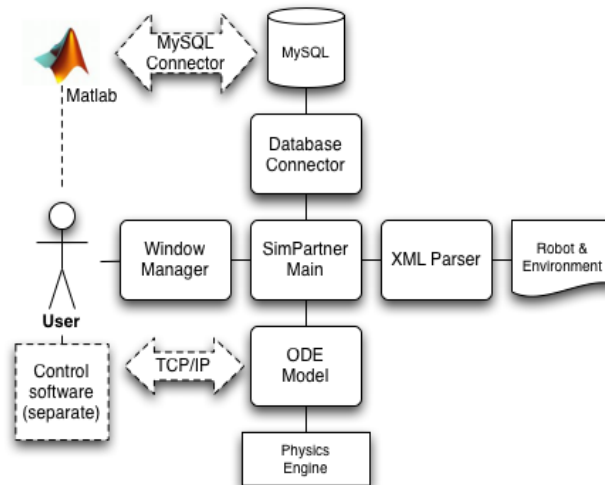 MySQL
Connector
MySQL
Matlab
Database
Connector
Window
Manager
SimPartner
Main
XML Parser
Robot &
Environment
User
Control
software
(separate)
TCP/IP
ODE
Model
Physics
Engine